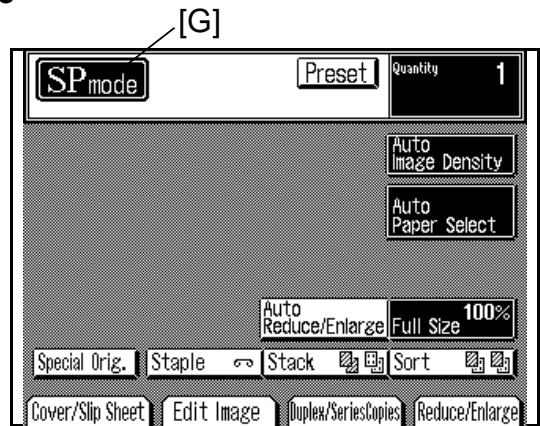 [G]
SPmode Preset Quantity 1
Auto
Image Density
Auto
Paper Select
Auto
Reduce/Enlarge
100%
Full Size
Special Orig. Staple Stack Sort
Cover/Slip Sheet Edit Image Duplex/SeriesCopies Reduce/Enlarge